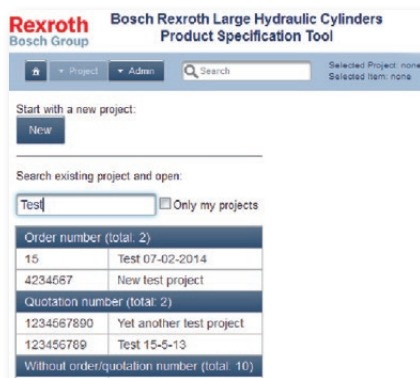 Rexroth
Bosch Group
Bosch Rexroth Large Hydraulic Cylinders
Product Specification Tool
Project
Admin
Search
Selected Project: none
Selected Item: none
Start with a new project:
New
Search existing project and open:
Test
Only my projects
Order number (total: 2)
15 Test 07-02-2014
4234567 New test project
Quotation number (total: 2)
1234567890 Yet another test project
123456789 Test 15-5-13
Without order/quotation number (total: 10)